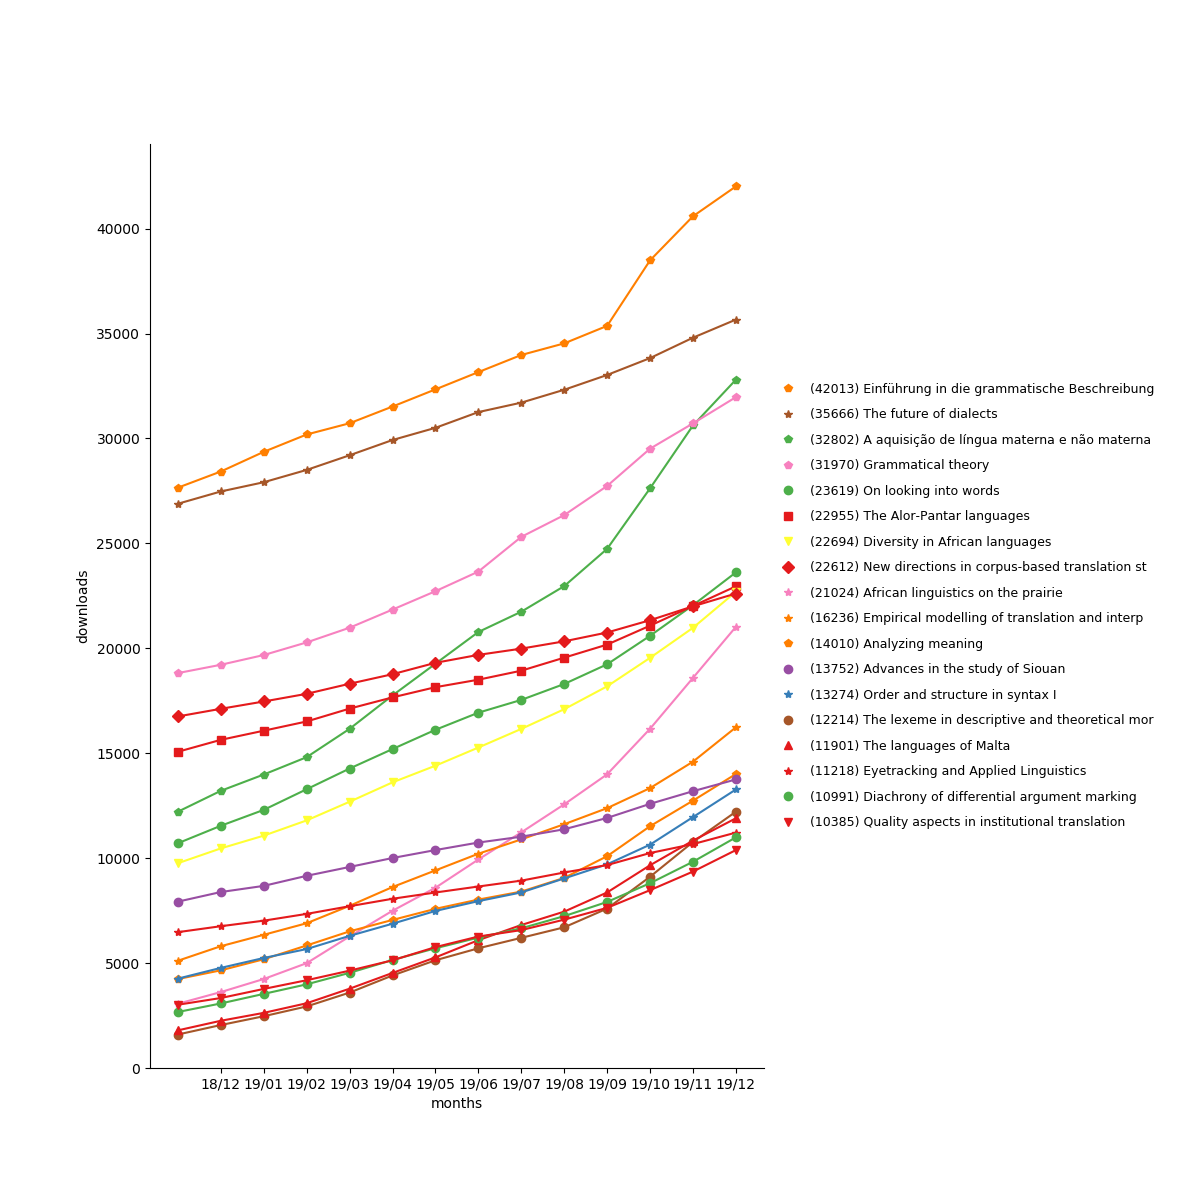 40000
35000
30000
25000
20000
15000
10000
5000
0
downloads
18/12 19/01 19/02 19/03 19/04 19/05 19/06 19/07 19/08 19/09 19/10 19/11 19/12
months
(42013) Einführung in die grammatische Beschreibung
(35666) The future of dialects
(32802) A aquisição de língua materna e não materna
(31970) Grammatical theory
(23619) On looking into words
(22955) The Alor-Pantar languages
(22694) Diversity in African languages
(22612) New directions in corpus-based translation st
(21024) African linguistics on the prairie
(16236) Empirical modelling of translation and interp
(14010) Analyzing meaning
(13752) Advances in the study of Siouan
(13274) Order and structure in syntax I
(12214) The lexeme in descriptive and theoretical mor
(11901) The languages of Malta
(11218) Eyetracking and Applied Linguistics
(10991) Diachrony of differential argument marking
(10385) Quality aspects in institutional translation